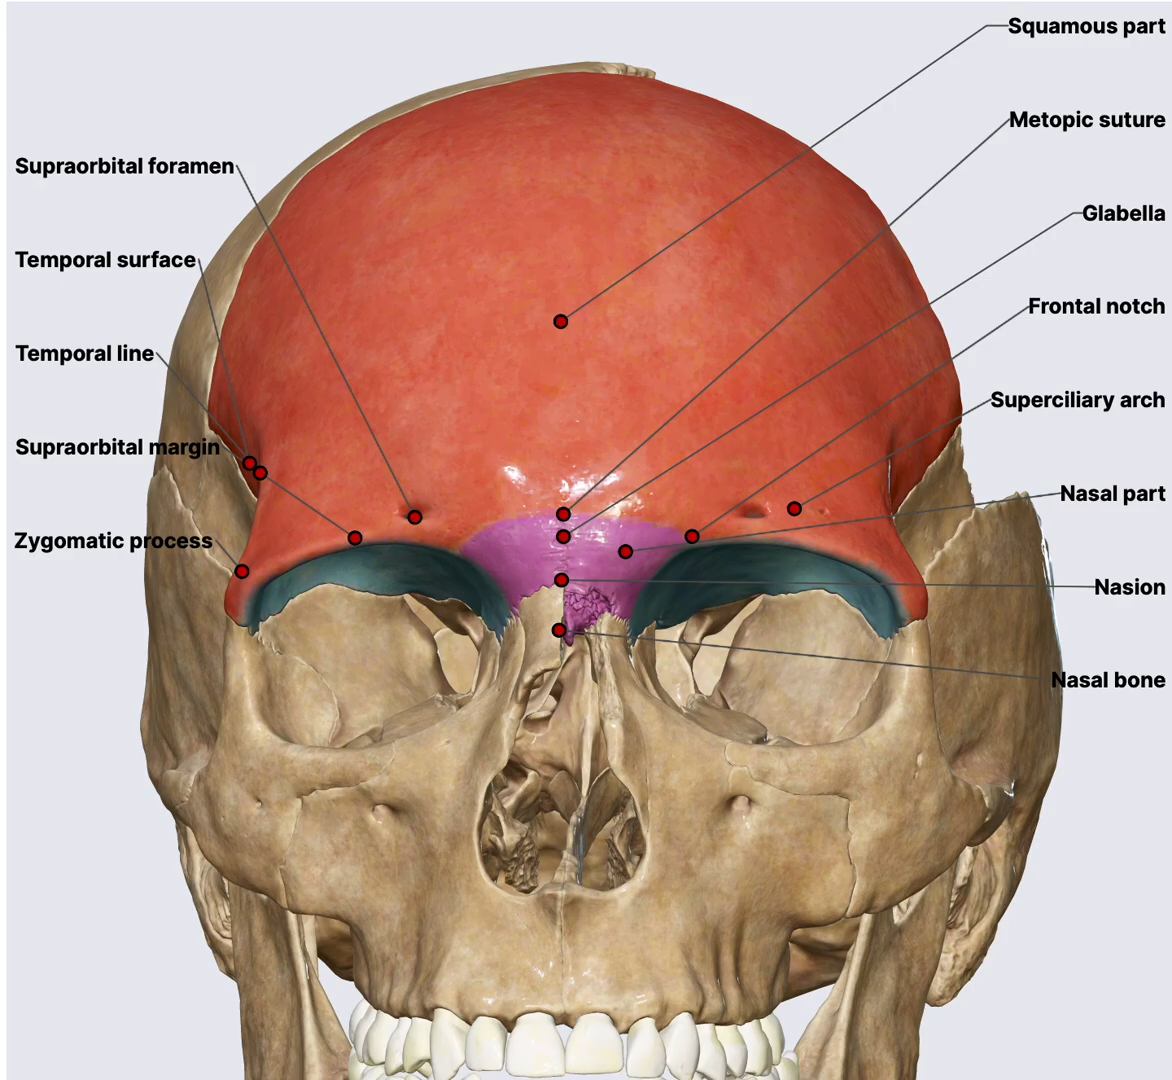 Squamous part
Metopic suture
Supraorbital foramen
Glabella
Temporal surface
Frontal notch
Temporal line
Superciliary arch
Supraorbital margin
Nasal part
Zygomatic process
Nasion
Nasal bone